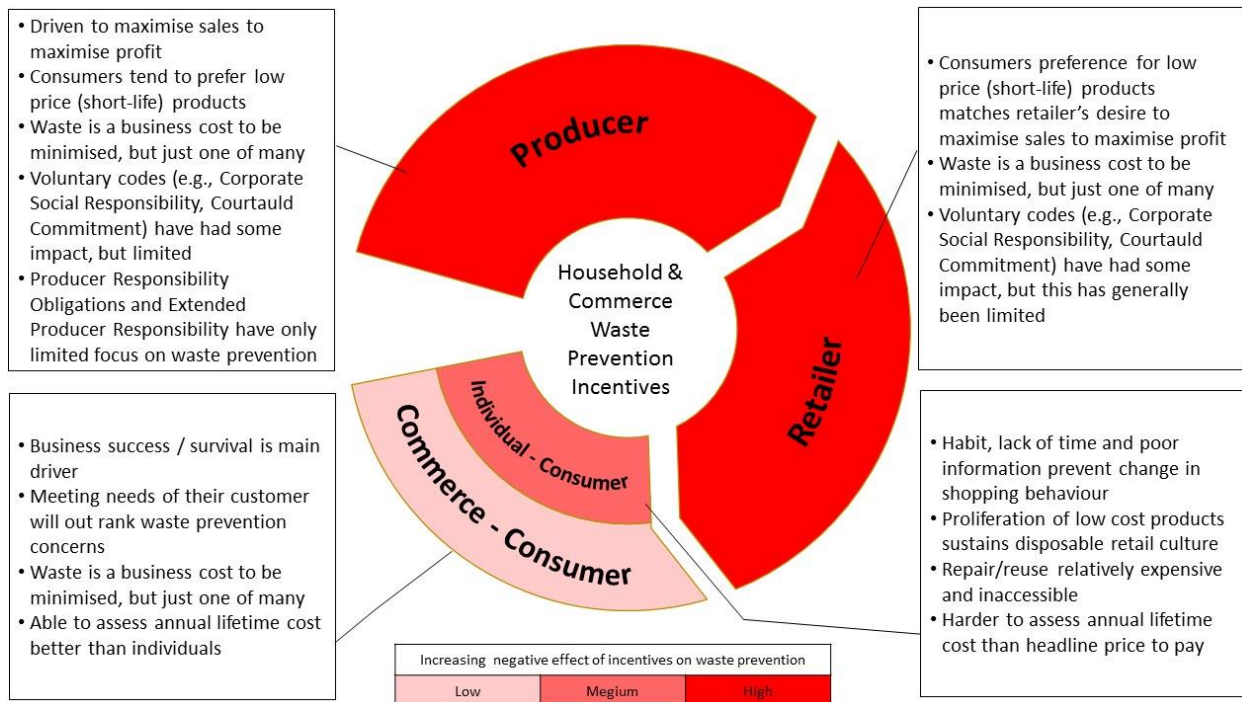 • Driven to maximise sales to
maximise profit
• Consumers tend to prefer low
price (short-life) products
• Waste is a business cost to be
minimised, but just one of many
• Voluntary codes (e.g., Corporate
Social Responsibility, Courtauld
Commitment) have had some
impact, but limited
• Producer Responsibility
Obligations and Extended
Producer Responsibility have only
limited focus on waste prevention
Producer
• Consumers preference for low
price (short-life) products
matches retailer's desire to
maximise sales to maximise profit
• Waste is a business cost to be
minimised, but just one of many
• Voluntary codes (e.g., Corporate
Social Responsibility, Courtauld
Commitment) have had some
impact, but this has generally
been limited
Household &
Commerce
Waste
Prevention
Incentives
Retailer
Individual - Consumer
Commerce - Consumer
• Business success / survival is main
driver
• Meeting needs of their customer
will out rank waste prevention
concerns
• Waste is a business cost to be
minimised, but just one of many
• Able to assess annual lifetime cost
better than individuals
• Habit, lack of time and poor
information prevent change in
shopping behaviour
• Proliferation of low cost products
sustains disposable retail culture
• Repair/reuse relatively expensive
and inaccessible
• Harder to assess annual lifetime
cost than headline price to pay
Increasing negative effect of incentives on waste prevention
Low Megium High